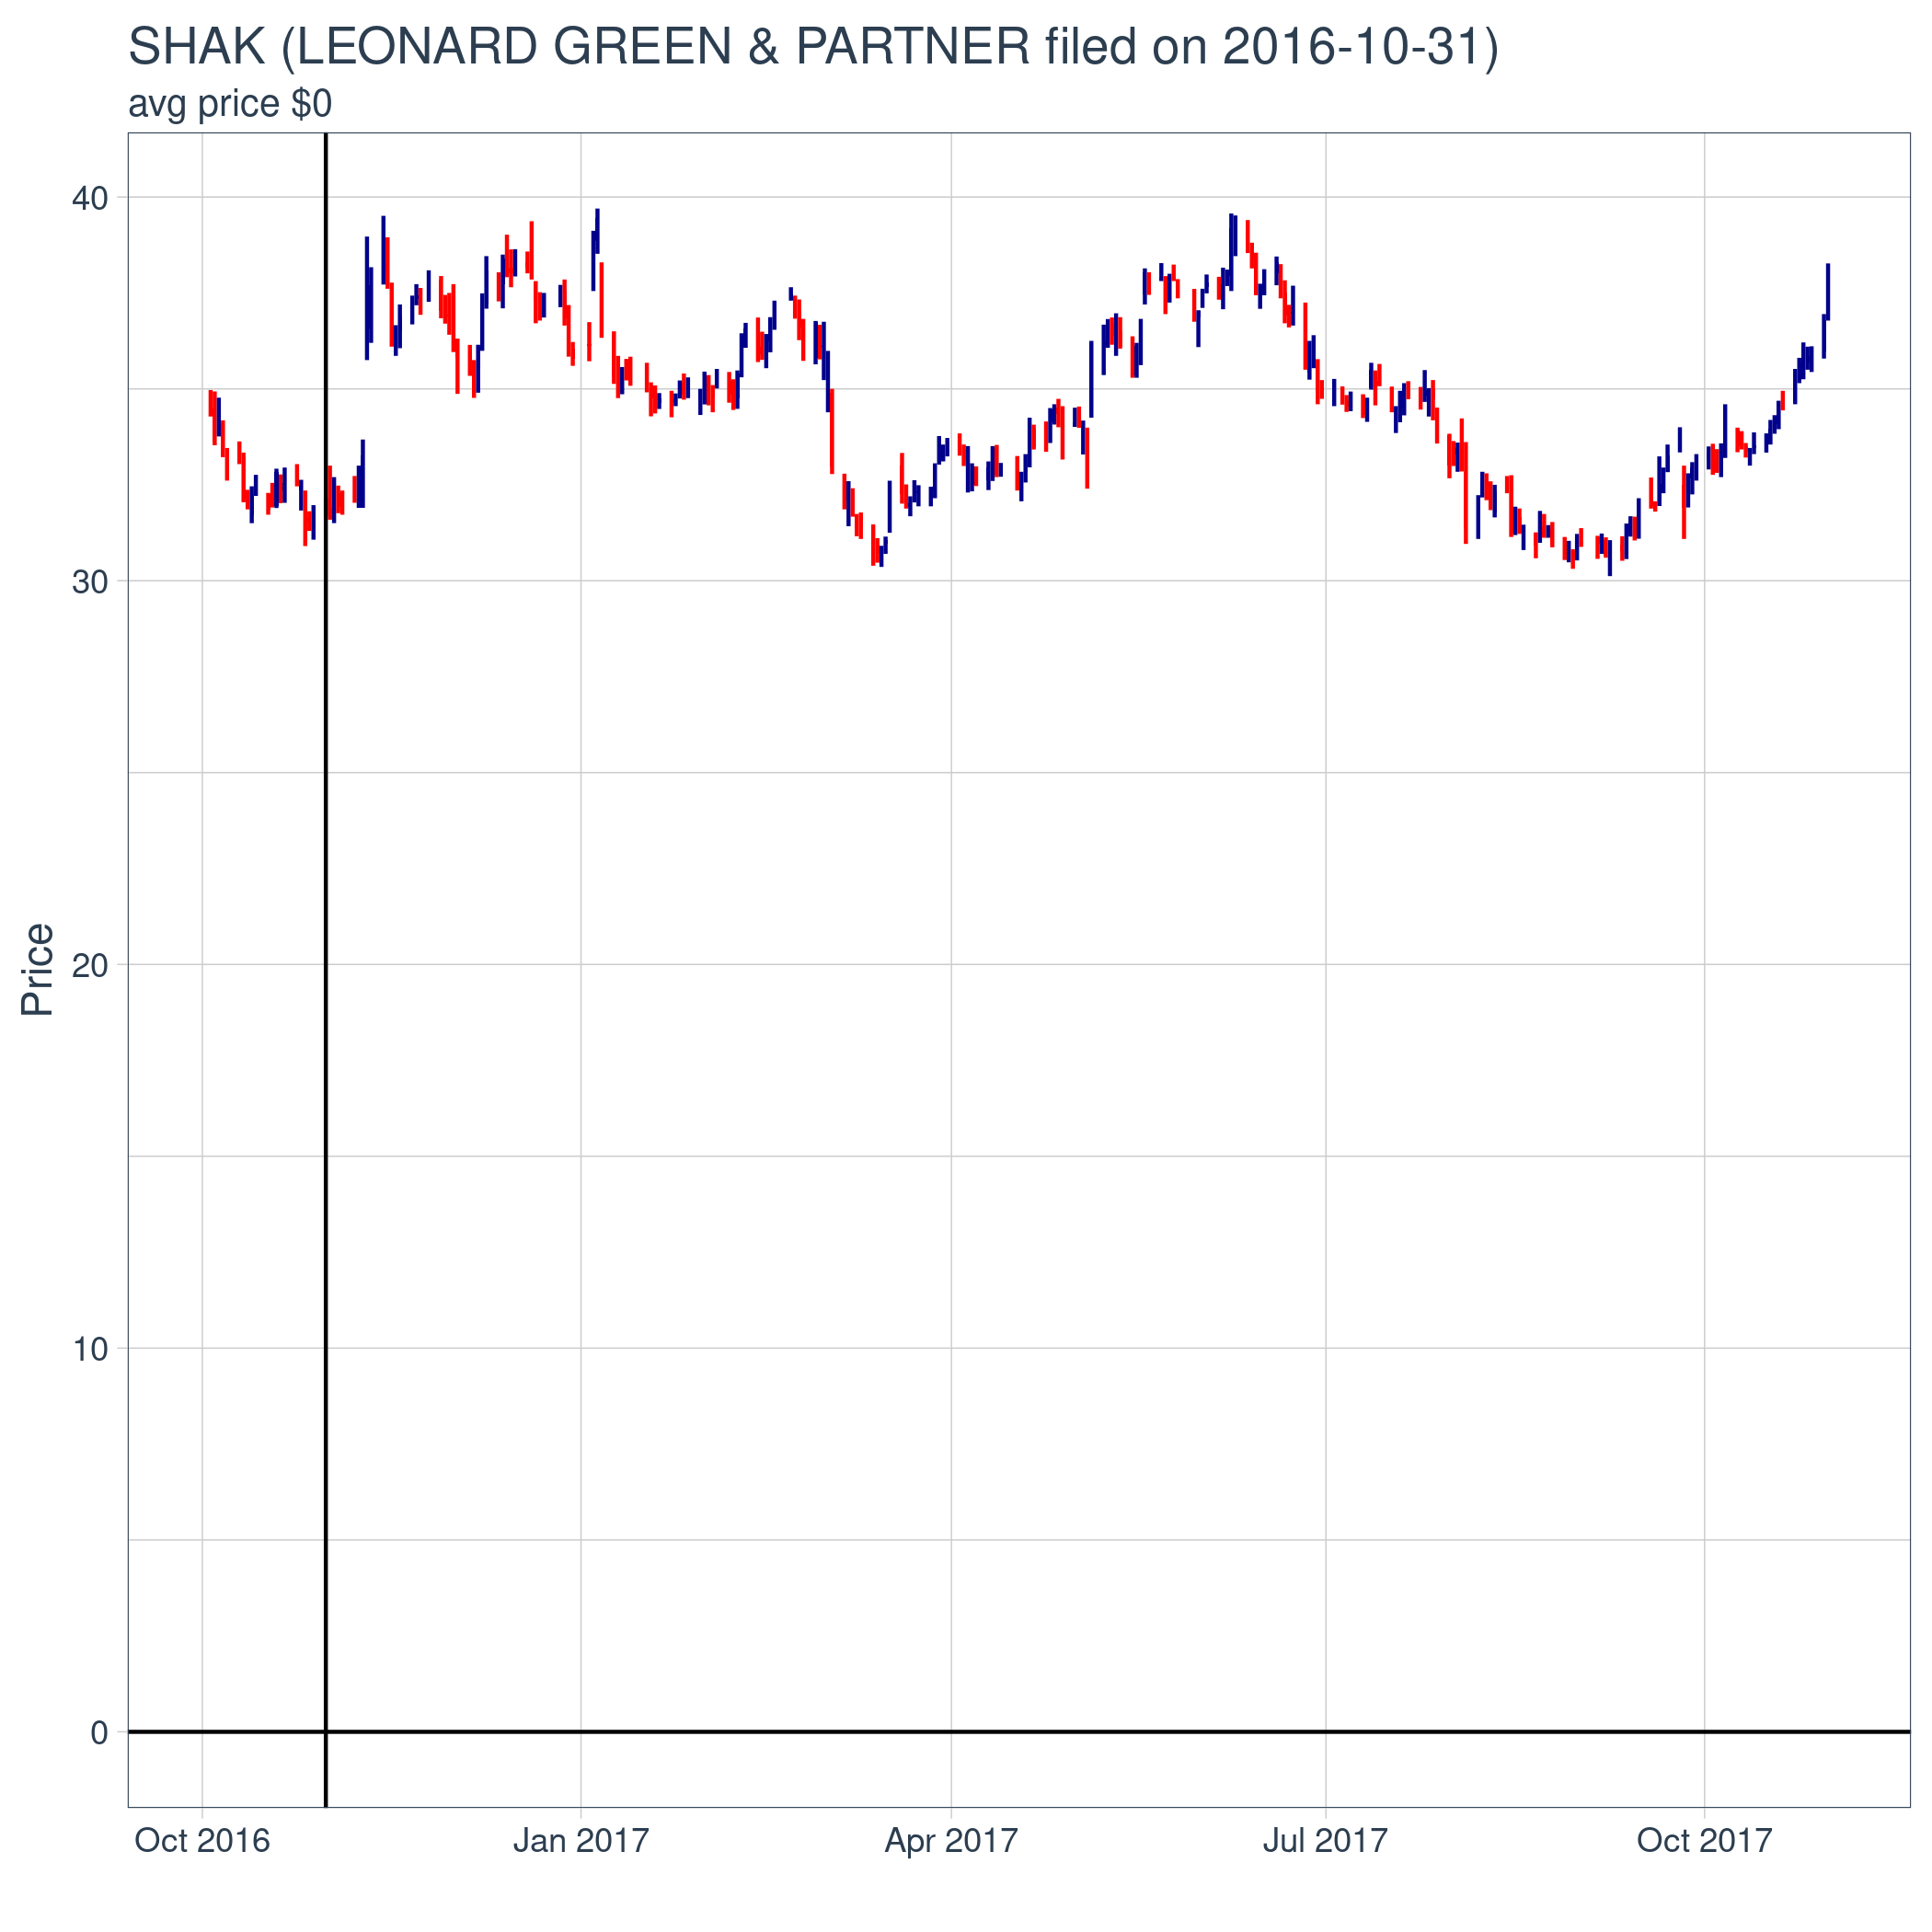 SHAK (LEONARD GREEN & PARTNER filed on 2016-10-31)
avg price $0
Price
40
30
20
10
0
Oct 2016
Jan 2017
Apr 2017
Jul 2017
Oct 2017